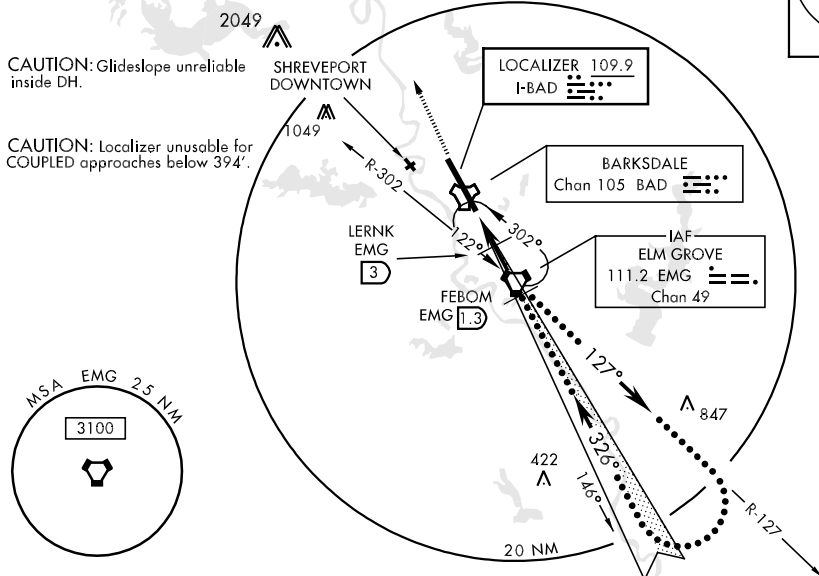 2049
CAUTION: Glideslope unreliable
inside DH.
SHREVEPORT
DOWNTOWN
1049
CAUTION: Localizer unusable for
COUPLED approaches below 394'.
LOCALIZER 109.9
I-BAD
R-302
BARKSDALE
Chan 105 BAD
LERNK
EMG
3
122°
302°
IAF
ELM GROVE
111.2 EMG
Chan 49
FEBOM
EMG 1.3
127°
847
MSA EMG 25 NM
3100
326°
422
146°
R-127
20 NM